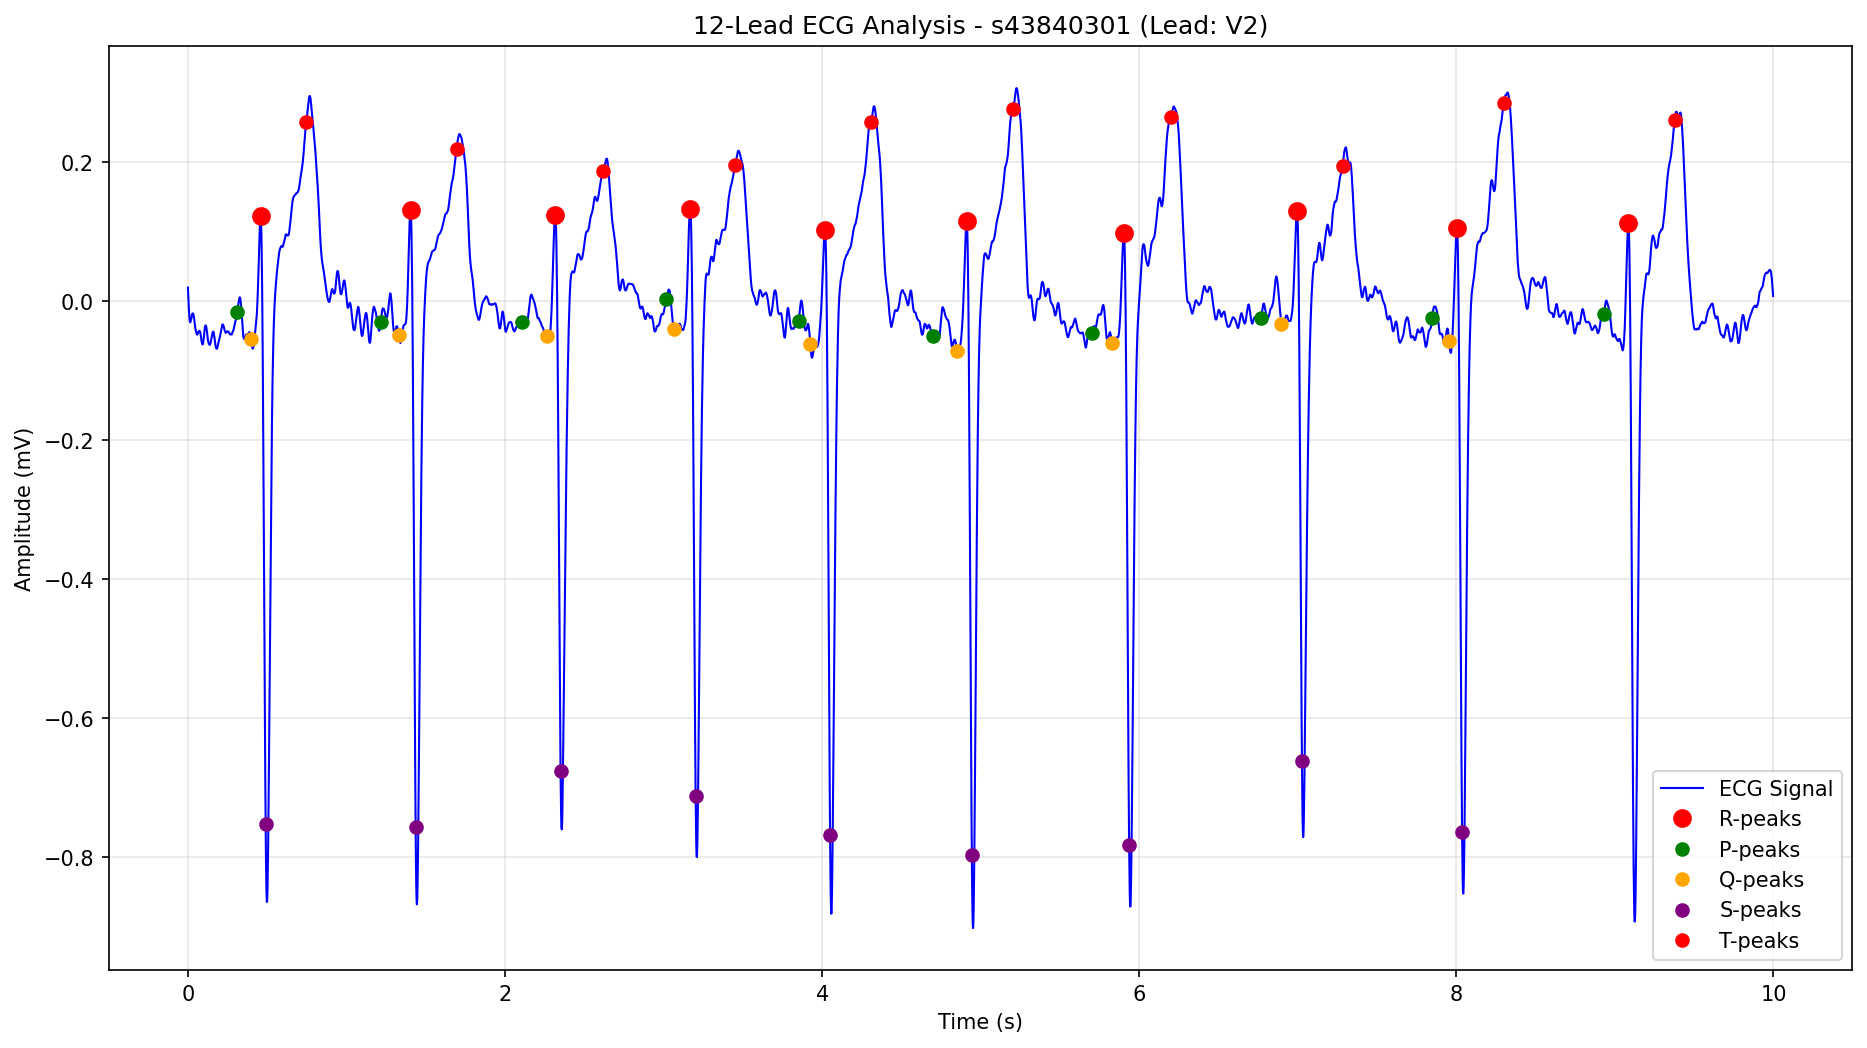 12-Lead ECG Analysis - s43840301 (Lead: V2)
Amplitude (mV)
0.2
0.0
−0.2
−0.4
−0.6
−0.8
0 2 4 6 8 10
Time (s)
ECG Signal
R-peaks
P-peaks
Q-peaks
S-peaks
T-peaks